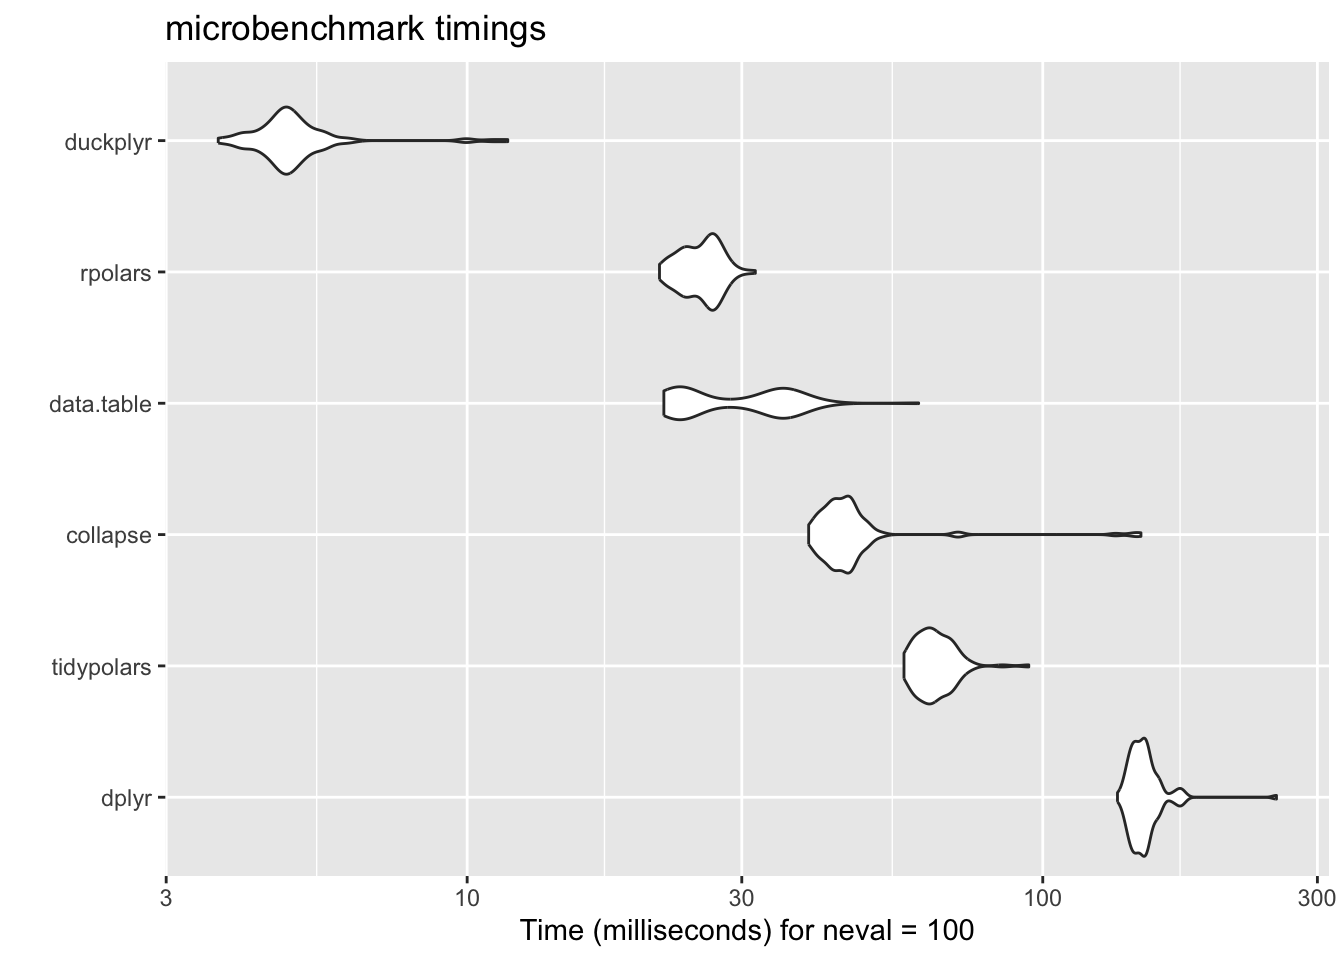 microbenchmark timings
duckplyr
rpolars
data.table
collapse
tidypolars
dplyr
3 10 30 100 300
Time (milliseconds) for neval = 100